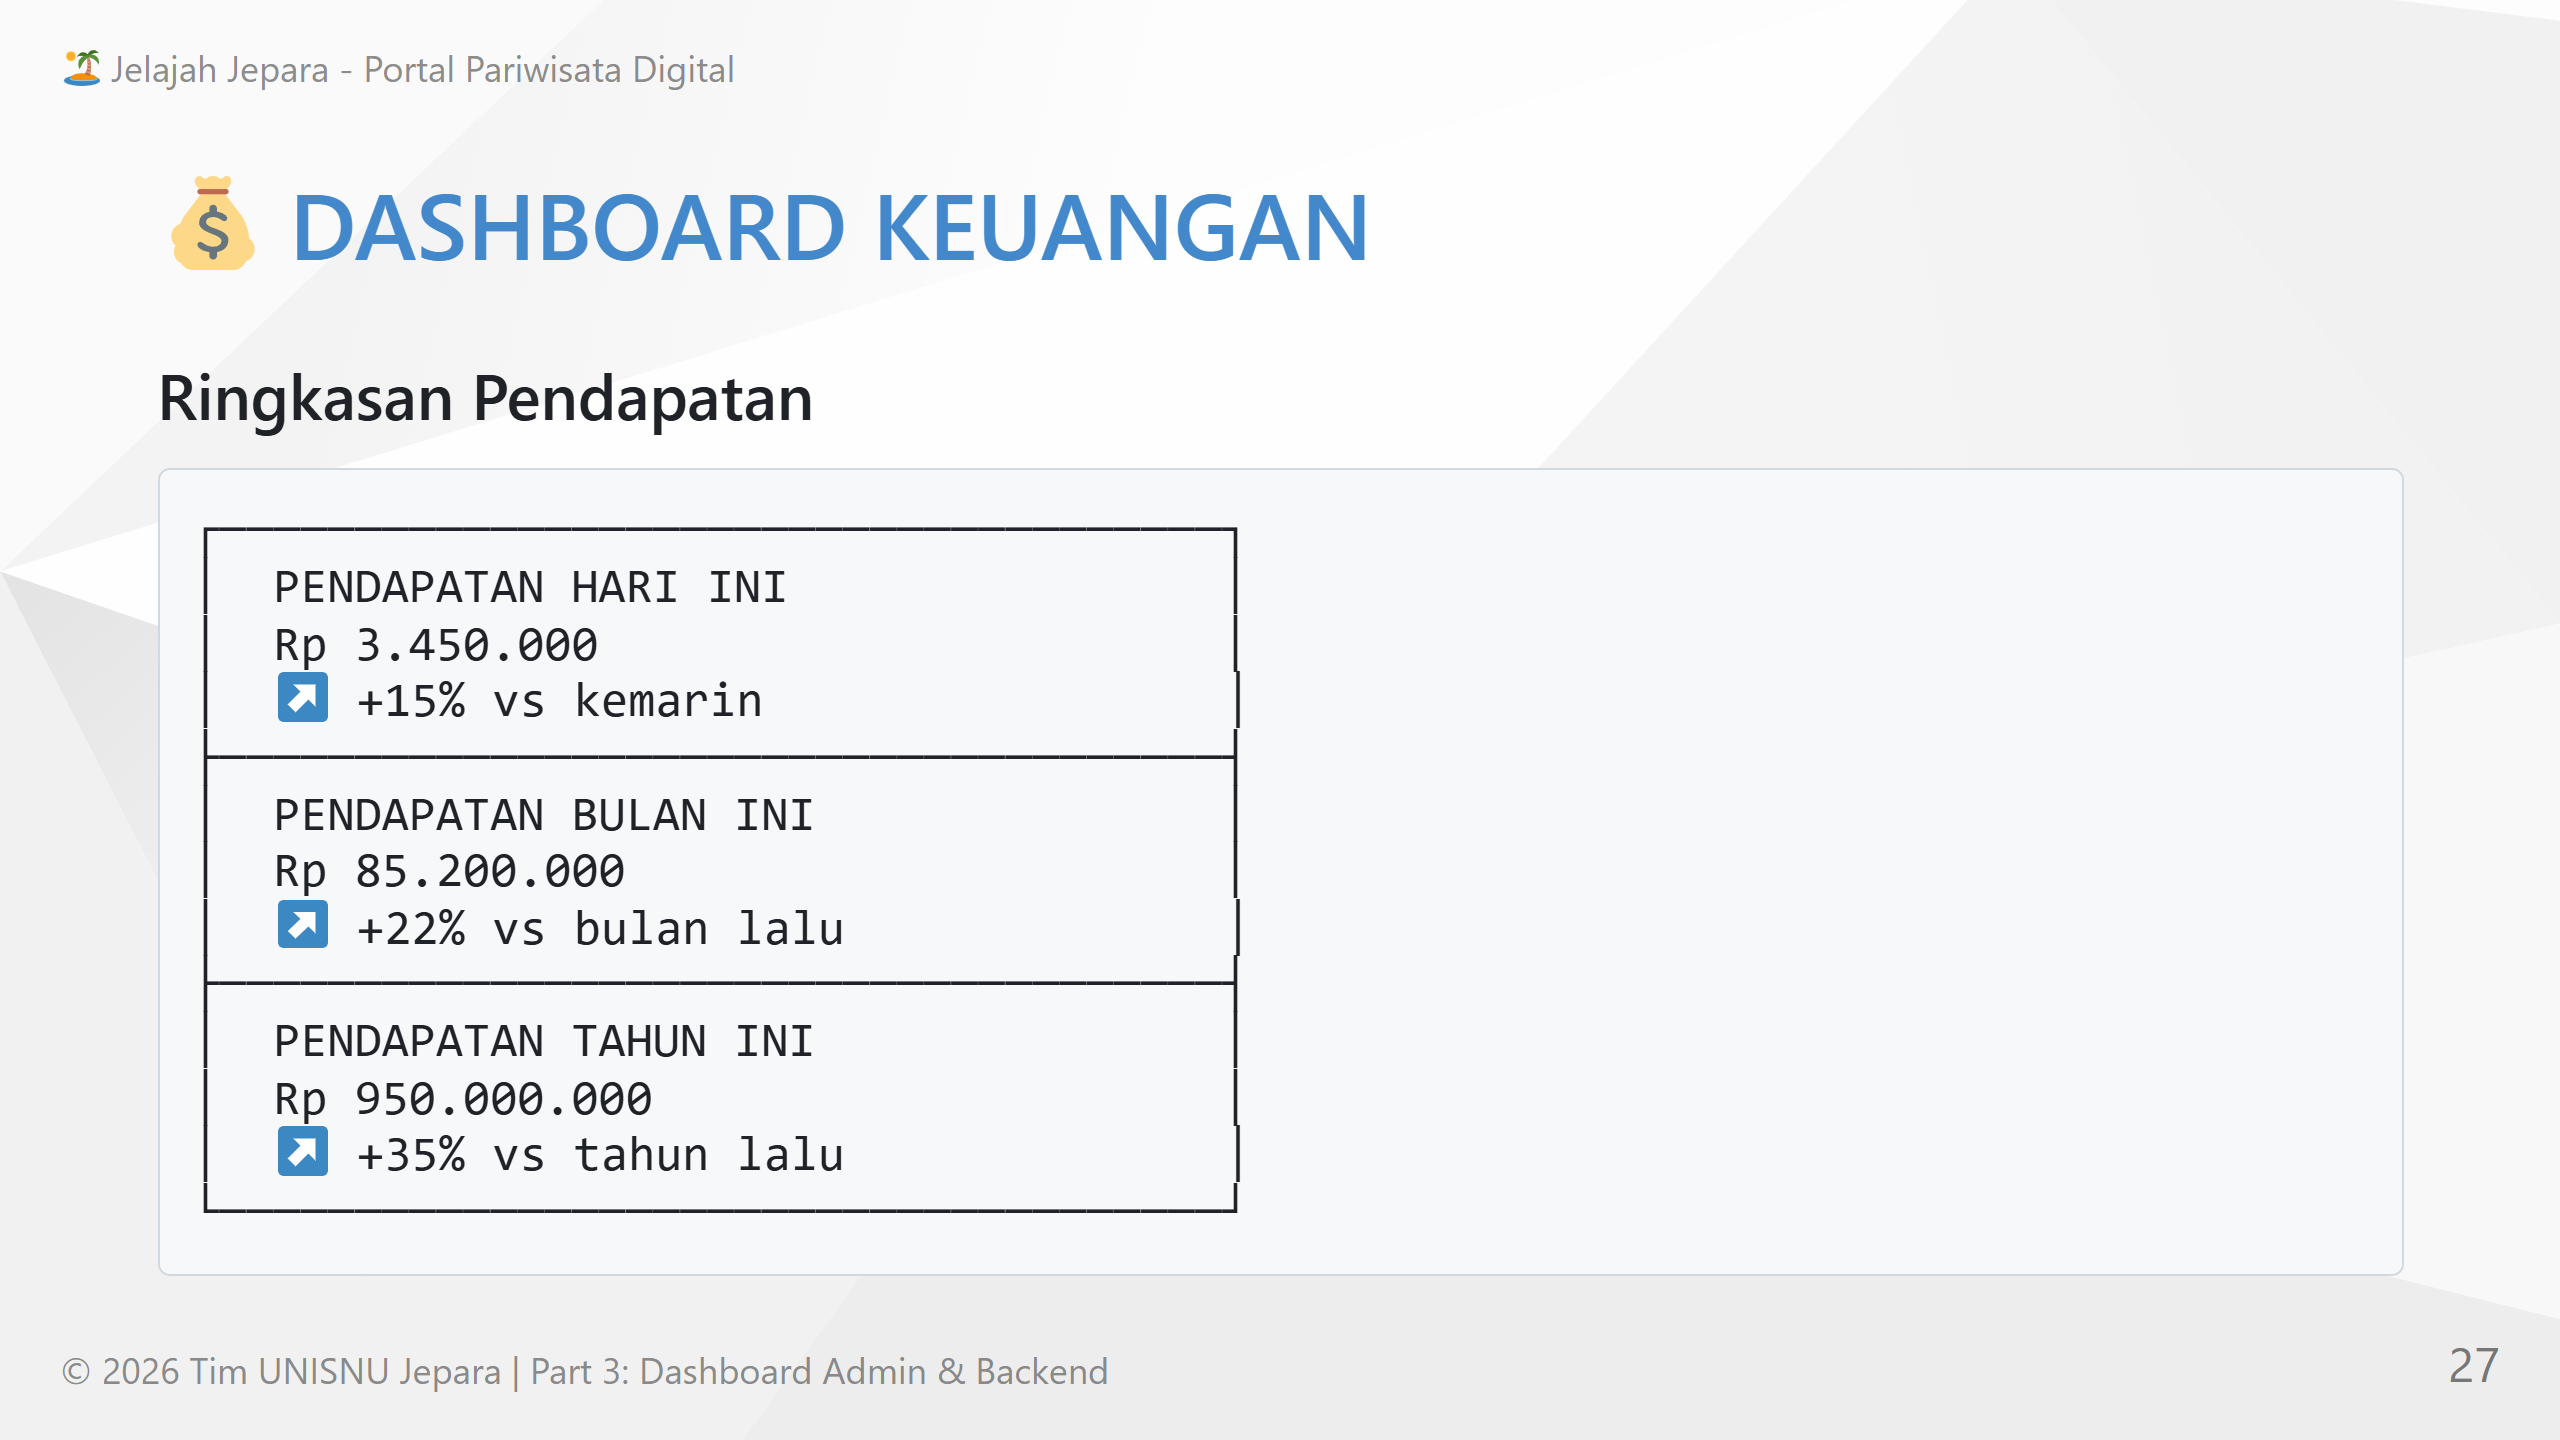 Jelajah Jepara - Portal Pariwisata Digital
DASHBOARD KEUANGAN
Ringkasan Pendapatan
PENDAPATAN HARI INI
Rp 3.450.000
↗ +15% vs kemarin
PENDAPATAN BULAN INI
Rp 85.200.000
↗ +22% vs bulan lalu
PENDAPATAN TAHUN INI
Rp 950.000.000
↗ +35% vs tahun lalu
© 2026 Tim UNISNU Jepara | Part 3: Dashboard Admin & Backend
27